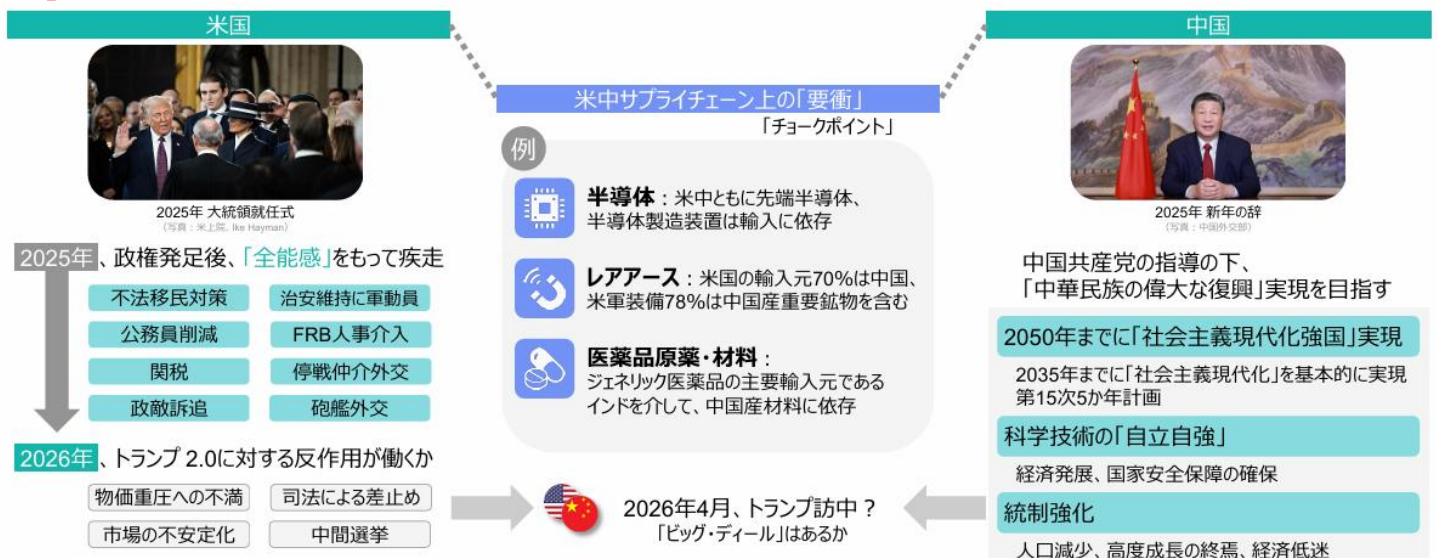 米国
2025年 大統領就任式
(写真：米上院, Ike Hayman)
2025年、政権発足後、「全能感」をもって疾走
不法移民対策
治安維持に軍動員
公務員削減
FRB人事介入
関税
停戦仲介外交
政敵訴追
砲艦外交
2026年、トランプ 2.0に対する反作用が働くか
物価重圧への不満
司法による差止め
市場の不安定化
中間選挙
米中サプライチェーン上の「要衝」
「チョークポイント」
例
半導体：米中ともに先端半導体、
半導体製造装置は輸入に依存
レアアース：米国の輸入元70%は中国、
米軍装備78%は中国産重要鉱物を含む
医薬品原薬・材料：
ジェネリック医薬品の主要輸入元である
インドを介して、中国産材料に依存
2026年4月、トランプ訪中？
「ビッグ・ディール」はあるか
中国
2025年 新年の辞
(写真：中国外交部)
中国共産党の指導の下、
「中華民族の偉大な復興」実現を目指す
2050年までに「社会主義現代化強国」実現
2035年までに「社会主義現代化」を基本的に実現
第15次5か年計画
科学技術の「自立自強」
経済発展、国家安全保障の確保
統制強化
人口減少、高度成長の終焉、経済低迷